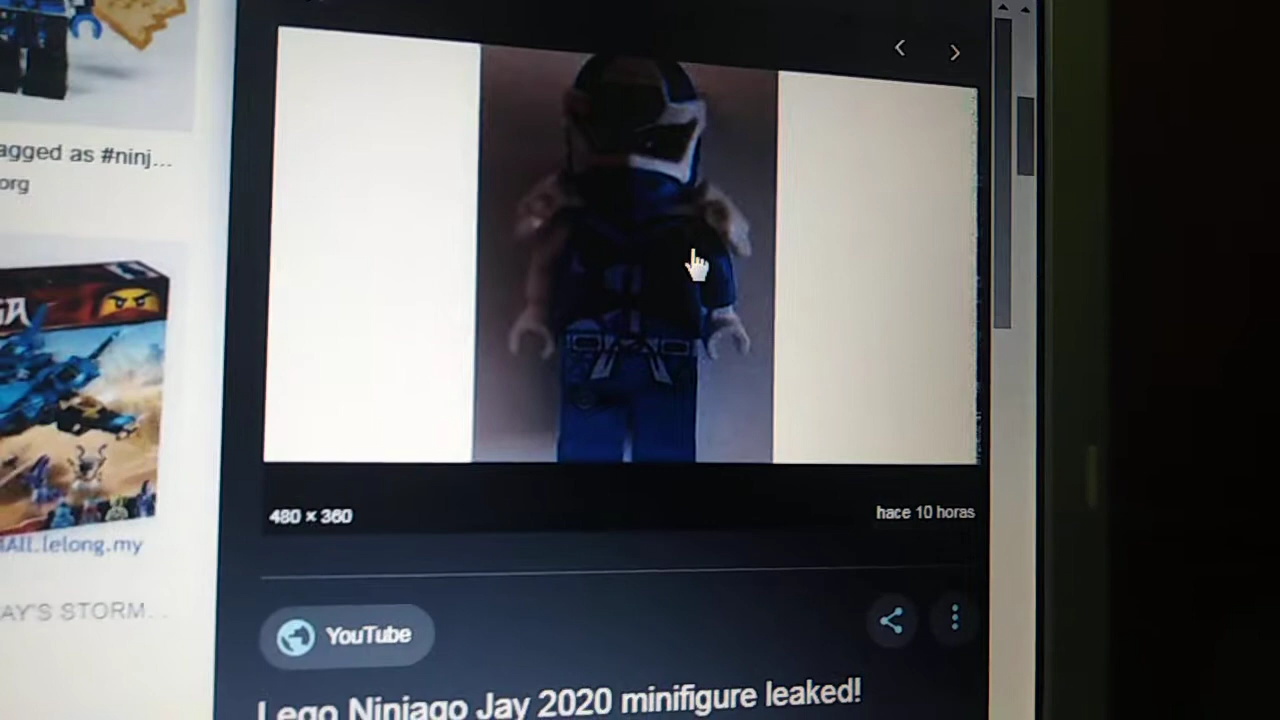 agged as #ninj...
org
480 × 360
hace 10 horas
All.lelong.my
AY'S STORM...
YouTube
Lego Ninjago Jay 2020 minifigure leaked!